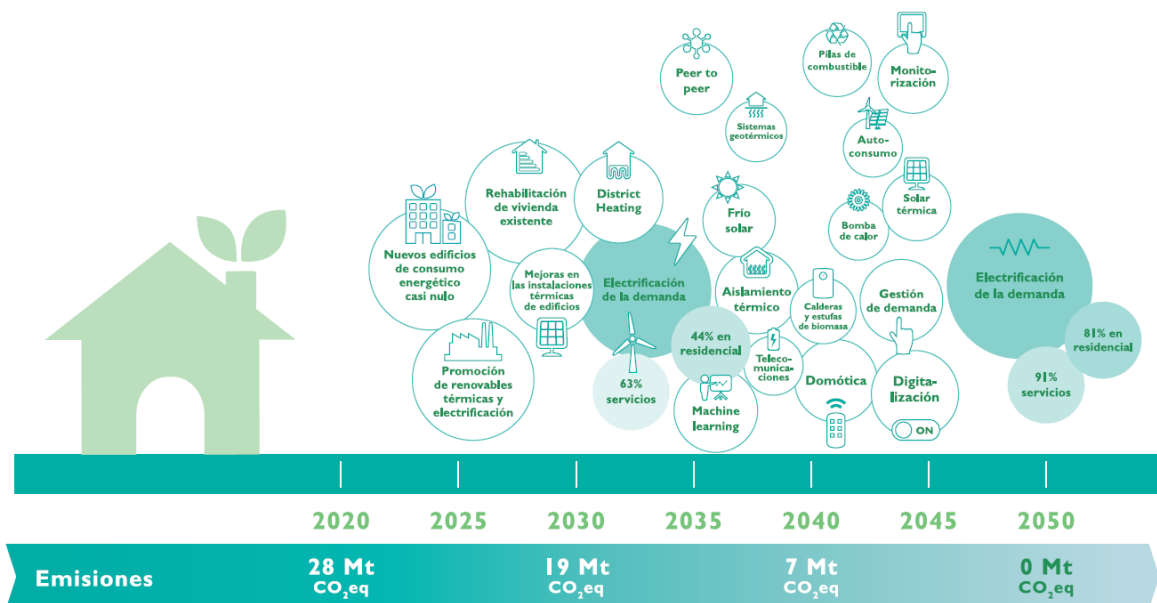 Peer to
peer
Pilas de
combustible
Monito-
rización
Sistemas
geotérmicos
Auto-
consumo
Rehabilitación
de vivienda
existente
District
Heating
Frío
solar
Solar
térmica
Bomba
de calor
Nuevos edificios
de consumo
energético
casi nulo
Mejoras en
las instalaciones
térmicas
de edificios
Electrificación
de la demanda
Aislamiento
térmico
Calderas
y estufas
de biomasa
Gestión
de demanda
Electrificación
de la demanda
44% en
residencial
81% en
residencial
Promoción
de renovables
térmicas y
electrificación
63%
servicios
Teleco-
munica-
ciones
Domótica
Digita-
lización
91%
servicios
Machine
learning
ON
2020
2025
2030
2035
2040
2045
2050
Emisiones
28 Mt
CO₂eq
19 Mt
CO₂eq
7 Mt
CO₂eq
0 Mt
CO₂eq